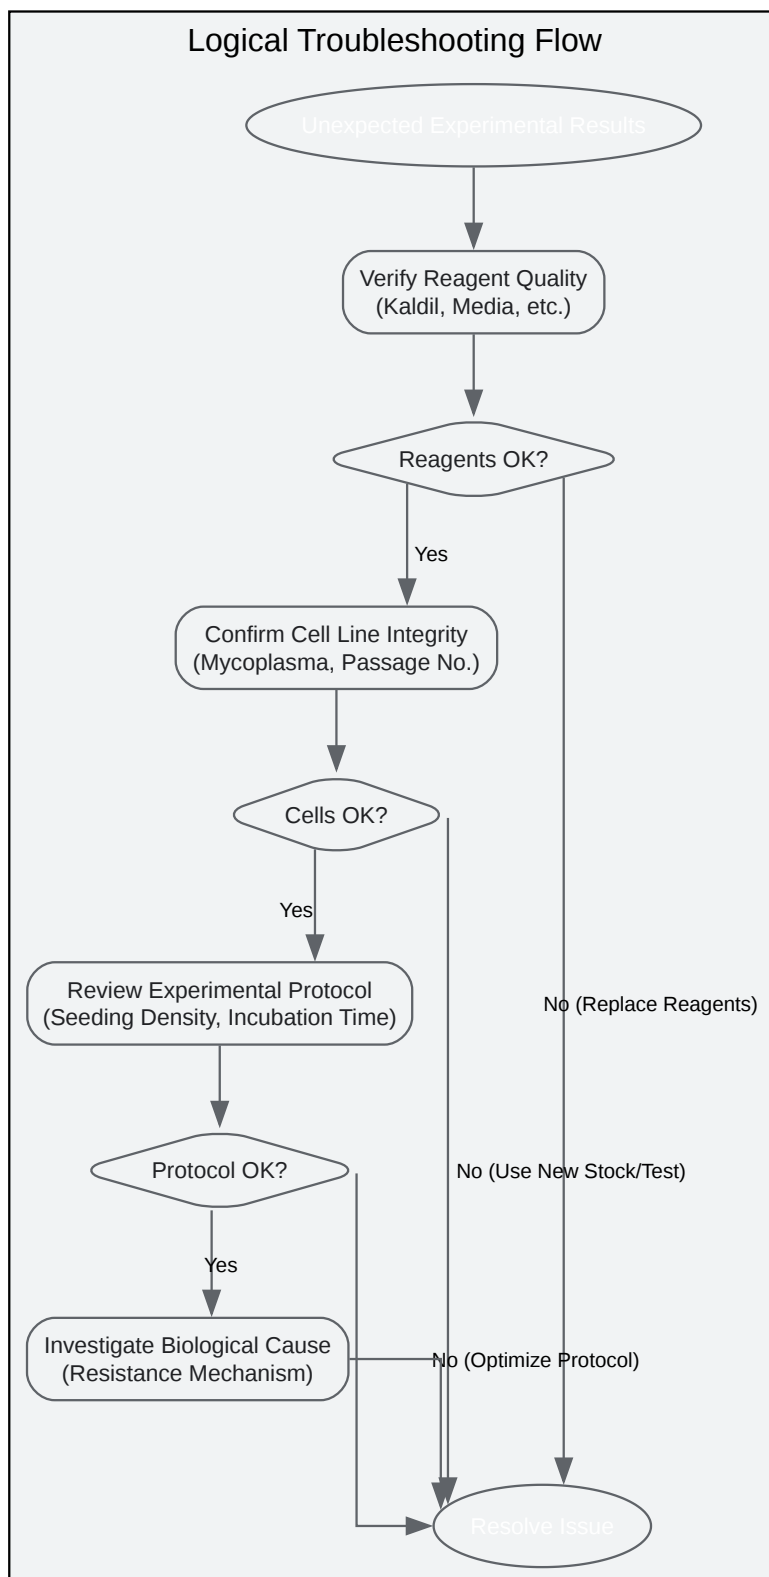 Logical Troubleshooting Flow
Unexpected Experimental Results
Verify Reagent Quality
(Kaldil, Media, etc.)
Reagents OK?
Yes
Confirm Cell Line Integrity
(Mycoplasma, Passage No.)
Cells OK?
Yes
Review Experimental Protocol
(Seeding Density, Incubation Time)
No (Replace Reagents)
Protocol OK?
No (Use New Stock/Test)
Yes
Investigate Biological Cause
(Resistance Mechanism)
No (Optimize Protocol)
Resolve Issue